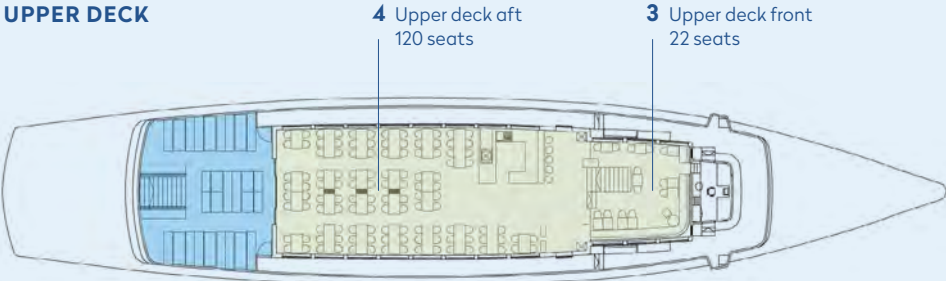 UPPER DECK
4 Upper deck aft
120 seats
3 Upper deck front
22 seats